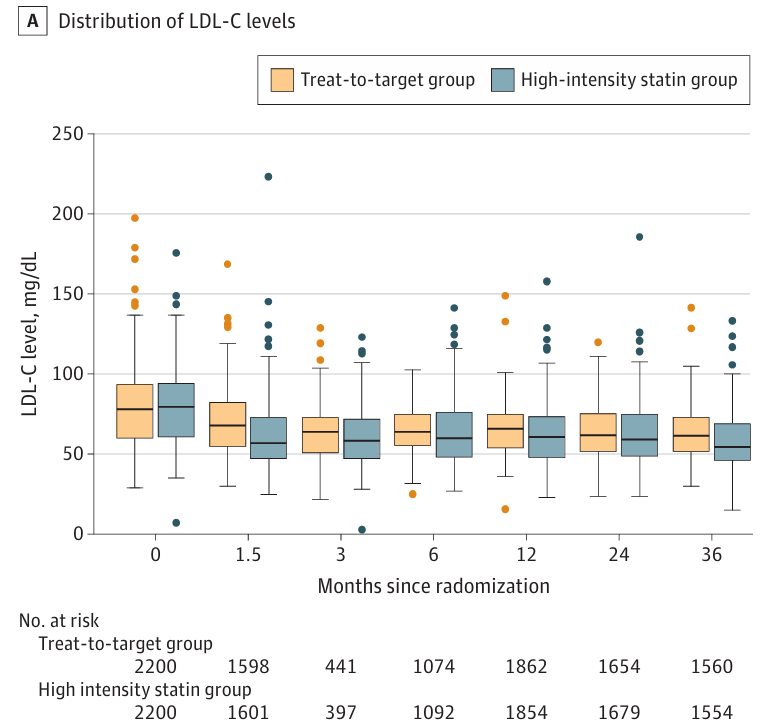 A Distribution of LDL-C levels
Treat-to-target group High-intensity statin group
LDL-C level, mg/dL
250
200
150
100
50
0
0 1.5 3 6 12 24 36
Months since radomization
No. at risk
Treat-to-target group
2200 1598 441 1074 1862 1654 1560
High intensity statin group
2200 1601 397 1092 1854 1679 1554